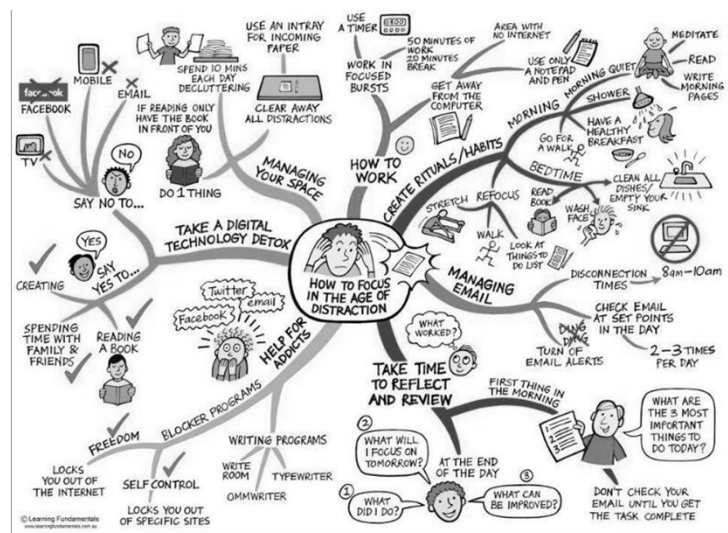 HOW TO FOCUS
IN THE AGE OF
DISTRACTION
HOW TO
WORK
WORK IN
FOCUSED
BURSTS
USE
A TIMER
50 MINUTES OF
WORK
20 MINUTES
BREAK
GET AWAY
FROM THE
COMPUTER
AREA WITH
NO INTERNET
USE ONLY
A NOTEPAD
AND PEN
CREATE RITUALS/HABITS
MORNING
MORNING QUIET
MEDITATE
READ
WRITE
MORNING
PAGES
SHOWER
HAVE A
HEALTHY
BREAKFAST
GO FOR
A WALK
BEDTIME
READ
BOOK
WASH
FACE
CLEAN ALL
DISHES/
EMPTY YOUR
SINK
REFOCUS
STRETCH
WALK
LOOK AT
THINGS TO
DO LIST
MANAGING
EMAIL
DISCONNECTION
TIMES
8am-10am
CHECK EMAIL
AT SET POINTS
IN THE DAY
2-3 TIMES
PER DAY
DING
DING
TURN OF
EMAIL ALERTS
TAKE TIME
TO REFLECT
AND REVIEW
WHAT
WORKED?
FIRST THING IN
THE MORNING
1
2
3
WHAT ARE
THE 3 MOST
IMPORTANT
THINGS TO
DO TODAY?
DON'T CHECK YOUR
EMAIL UNTIL YOU GET
THE TASK COMPLETE
AT THE END
OF THE DAY
1
WHAT
DID I DO?
2
WHAT WILL
I FOCUS ON
TOMORROW?
3
WHAT CAN
BE IMPROVED?
HELP FOR
ADDICTS
Twitter
email
Facebook
WRITING PROGRAMS
WRITE
ROOM
OMMWRITER
TYPEWRITER
BLOCKER PROGRAMS
FREEDOM
LOCKS
YOU OUT OF
THE INTERNET
SELF CONTROL
LOCKS YOU OUT
OF SPECIFIC SITES
TAKE A DIGITAL
TECHNOLOGY DETOX
SAY NO TO...
NO
TV
facebook
FACEBOOK
MOBILE
EMAIL
SAY
YES TO...
YES
CREATING
SPENDING
TIME WITH
FAMILY &
FRIENDS
READING
A BOOK
MANAGING
YOUR SPACE
DO 1 THING
IF READING ONLY
HAVE THE BOOK
IN FRONT OF YOU
SPEND 10 MINS
EACH DAY
DECLUTTERING
CLEAR AWAY
ALL DISTRACTIONS
USE AN INTRAY
FOR INCOMING
PAPER
© Learning Fundamentals
www.learningfundamentals.com.au